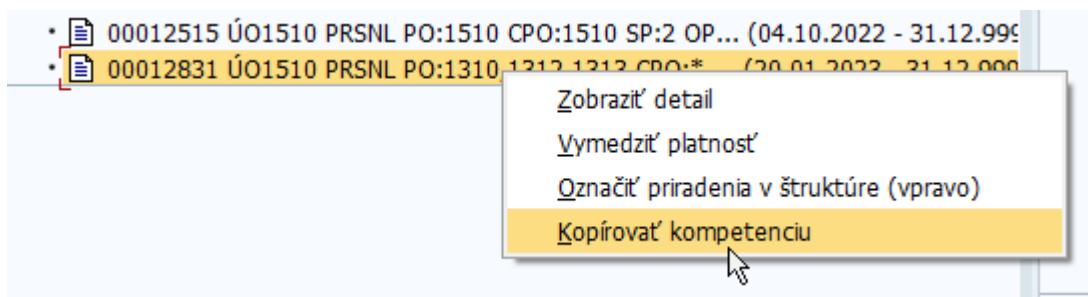 00012515 ÚO1510 PRSNL PO:1510 CPO:1510 SP:2 OP... (04.10.2022 - 31.12.999
00012831 ÚO1510 PRSNL PO:1310,1312,1313 CPO:*... (20.01.2023 - 31.12.999
Zobraziť detail
Vymedziť platnosť
Označiť priradenia v štruktúre (vpravo)
Kopírovať kompetenciu